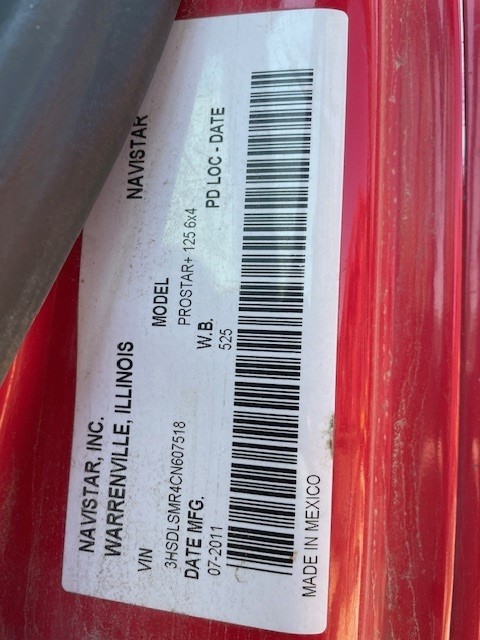 NAVISTAR, INC.
WARRENVILLE, ILLINOIS
NAVISTAR
VIN
MODEL
3HSDLSMR4CN607518
PROSTAR+ 125 6x4
DATE MFG.
W.B.
PD LOC - DATE
07-2011
525
MADE IN MEXICO